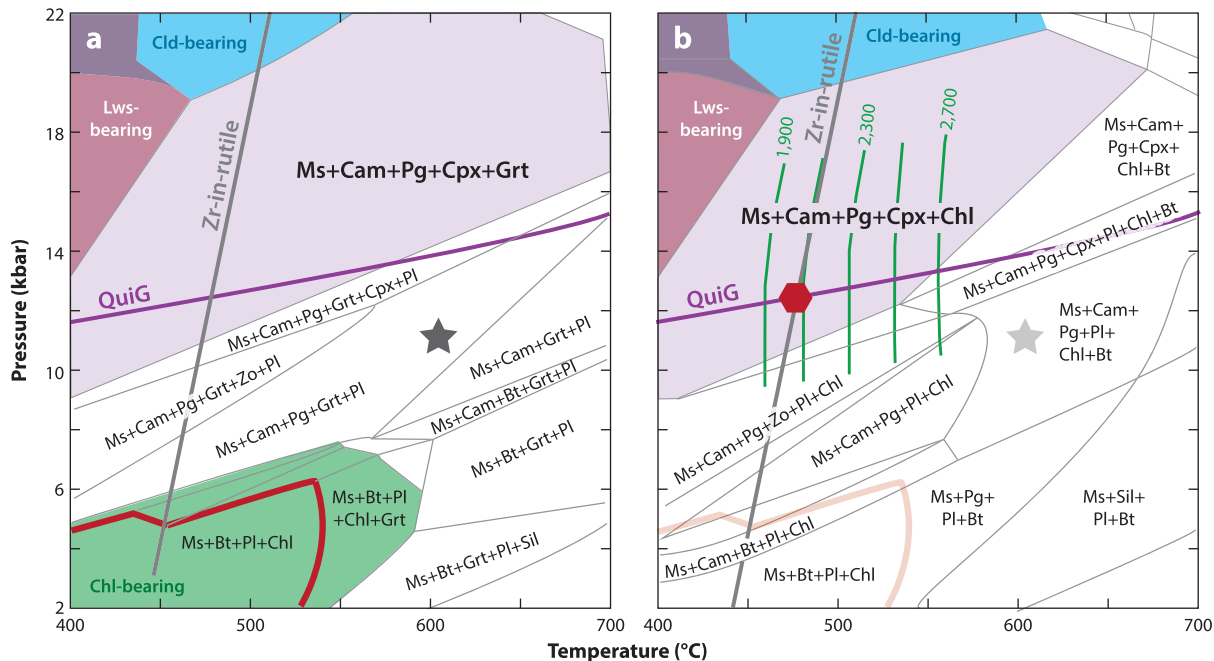 a
Cld-bearing
Lws-
bearing
Zr-in-rutile
Ms+Cam+Pg+Cpx+Grt
QuiG
Ms+Cam+Pg+Grt+Cpx+Pl
Ms+Cam+Pg+Grt+Zo+Pl
Ms+Cam+Pg+Grt+Pl
Ms+Cam+Grt+Pl
Ms+Cam+Bt+Grt+Pl
Ms+Bt+Grt+Pl
Ms+Bt+Pl
+Chl+Grt
Ms+Bt+Pl+Chl
Ms+Bt+Grt+Pl+Sil
Chl-bearing
22
18
14
10
6
2
Pressure (kbar)
400
500
600
700
b
Cld-bearing
Lws-
bearing
Zr-in-rutile
1,900
2,300
2,700
Ms+Cam+
Pg+Cpx+
Chl+Bt
Ms+Cam+Pg+Cpx+Chl
QuiG
Ms+Cam+Pg+Cpx+Pl+Chl+Bt
Ms+Cam+
Pg+Pl+
Chl+Bt
Ms+Cam+Pg+Zo+Pl+Chl
Ms+Cam+Pg+Pl+Chl
Ms+Pg+
Pl+Bt
Ms+Sil+
Pl+Bt
Ms+Cam+Bt+Pl+Chl
Ms+Bt+Pl+Chl
400
500
600
700
Temperature (°C)